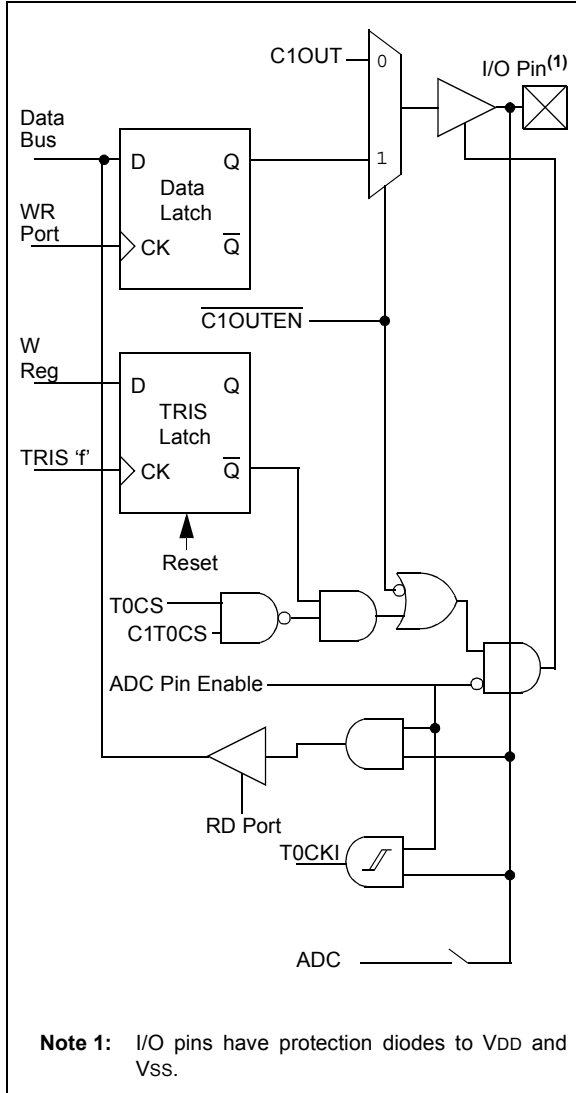 C1OUT
0
I/O Pin(1)
Data
Bus
D
Q
1
Data
Latch
WR
Port
CK
Q̅
C̅1̅O̅U̅T̅E̅N̅
W
Reg
D
Q
TRIS
Latch
TRIS 'f'
CK
Q̅
Reset
T0CS
C1T0CS
ADC Pin Enable
RD Port
T0CKI
ADC
Note 1: I/O pins have protection diodes to VDD and
VSS.